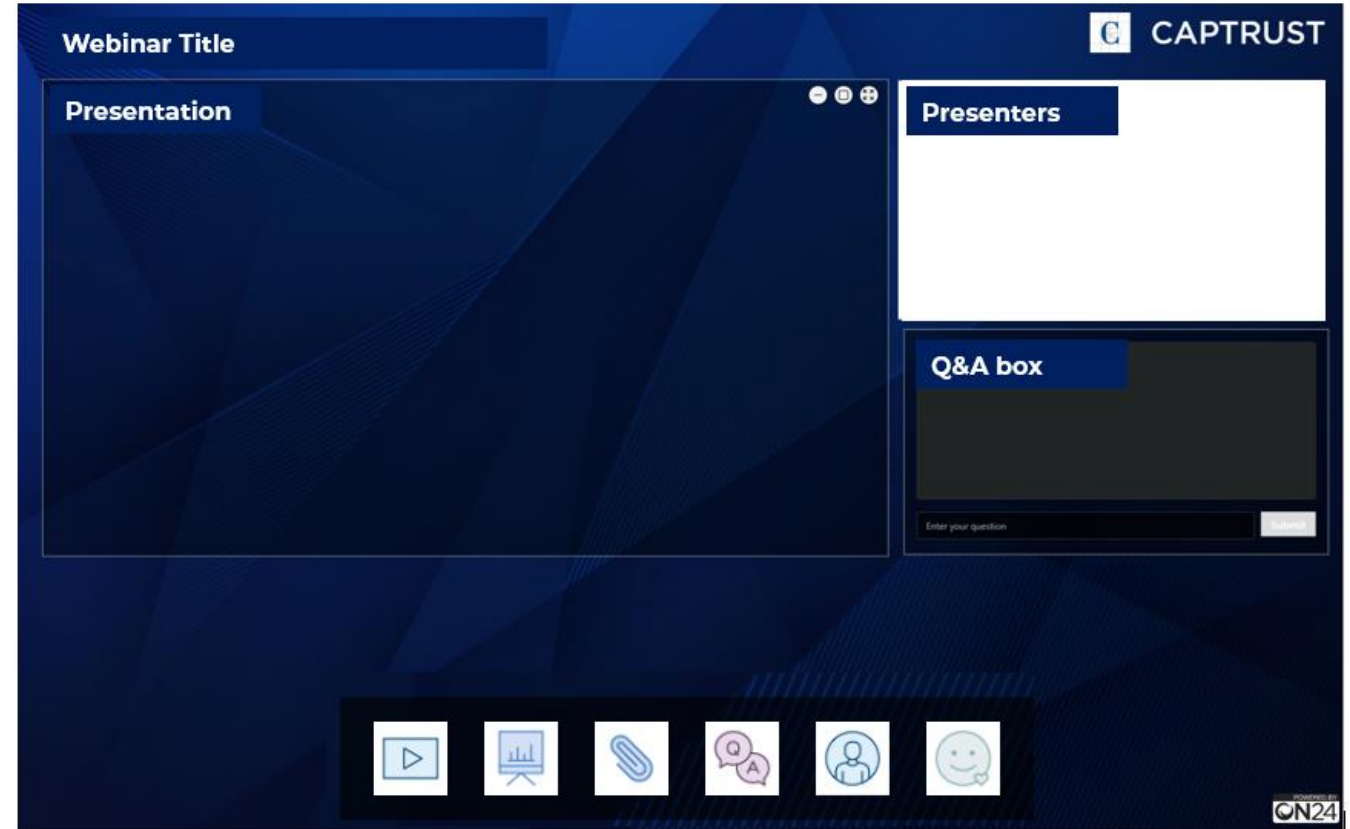 Webinar Title
C CAPTRUST
Presentation
Presenters
Q&A box
Enter your question
Submit
Q
A
POWERED BY
ON24